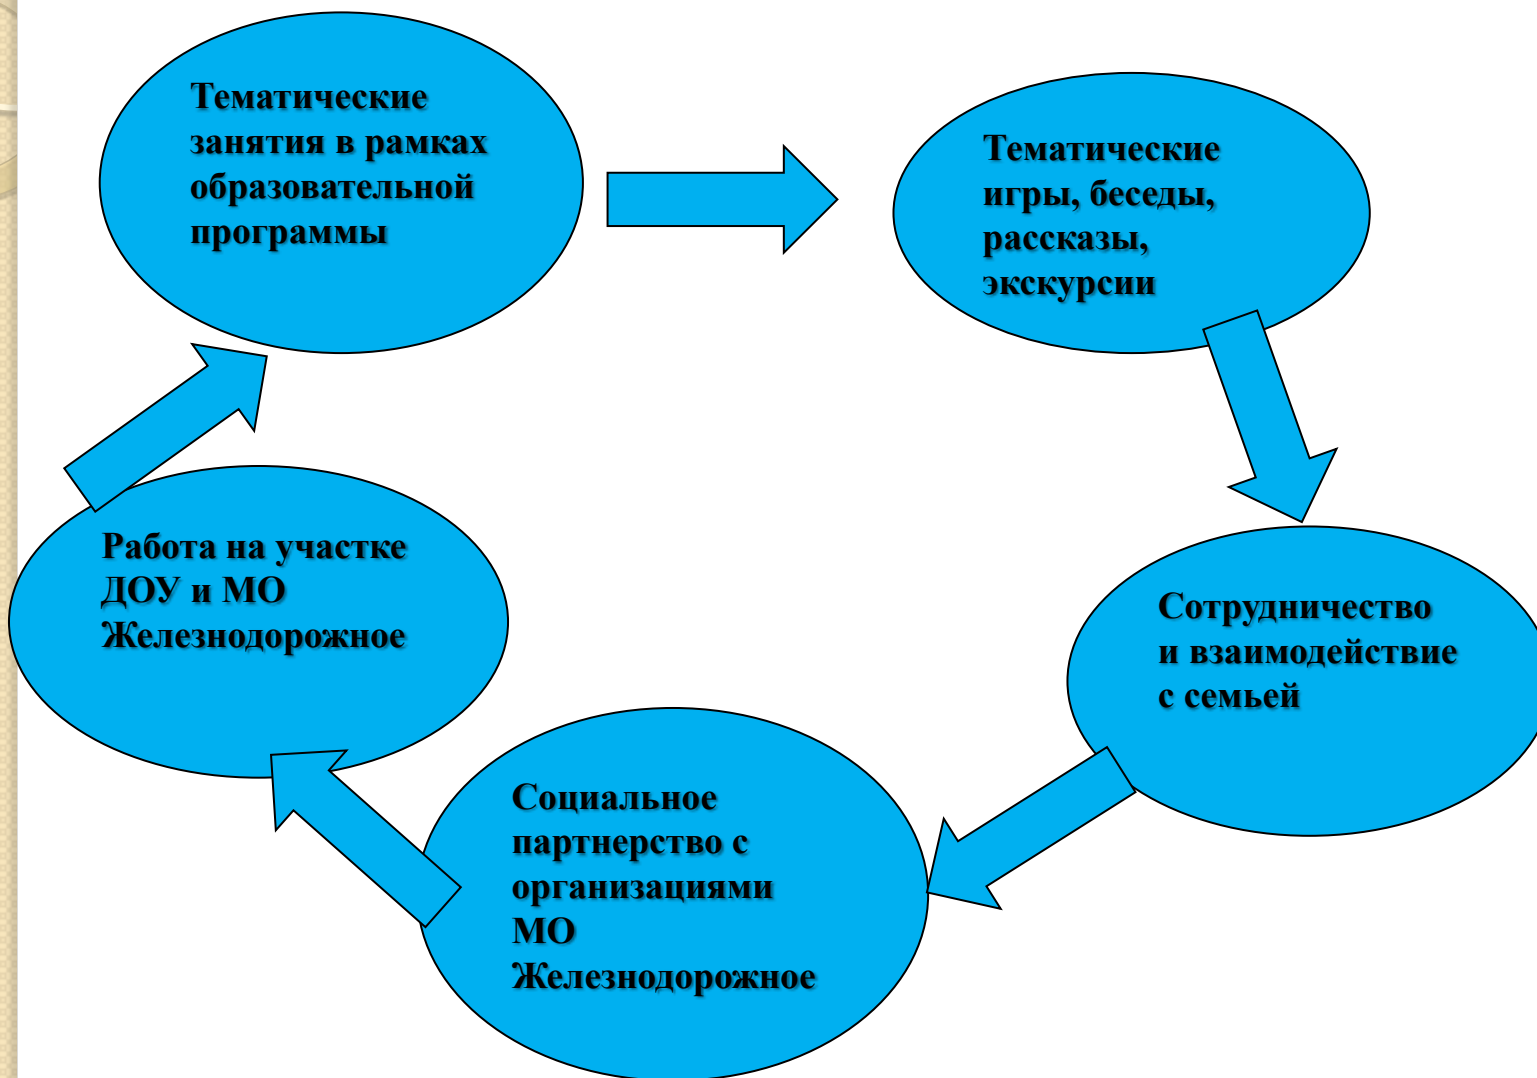 Тематические
занятия в рамках
образовательной
программы
Тематические
игры, беседы,
рассказы,
экскурсии
Сотрудничество
и взаимодействие
с семьей
Социальное
партнерство с
организациями
МО
Железнодорожное
Работа на участке
ДОУ и МО
Железнодорожное